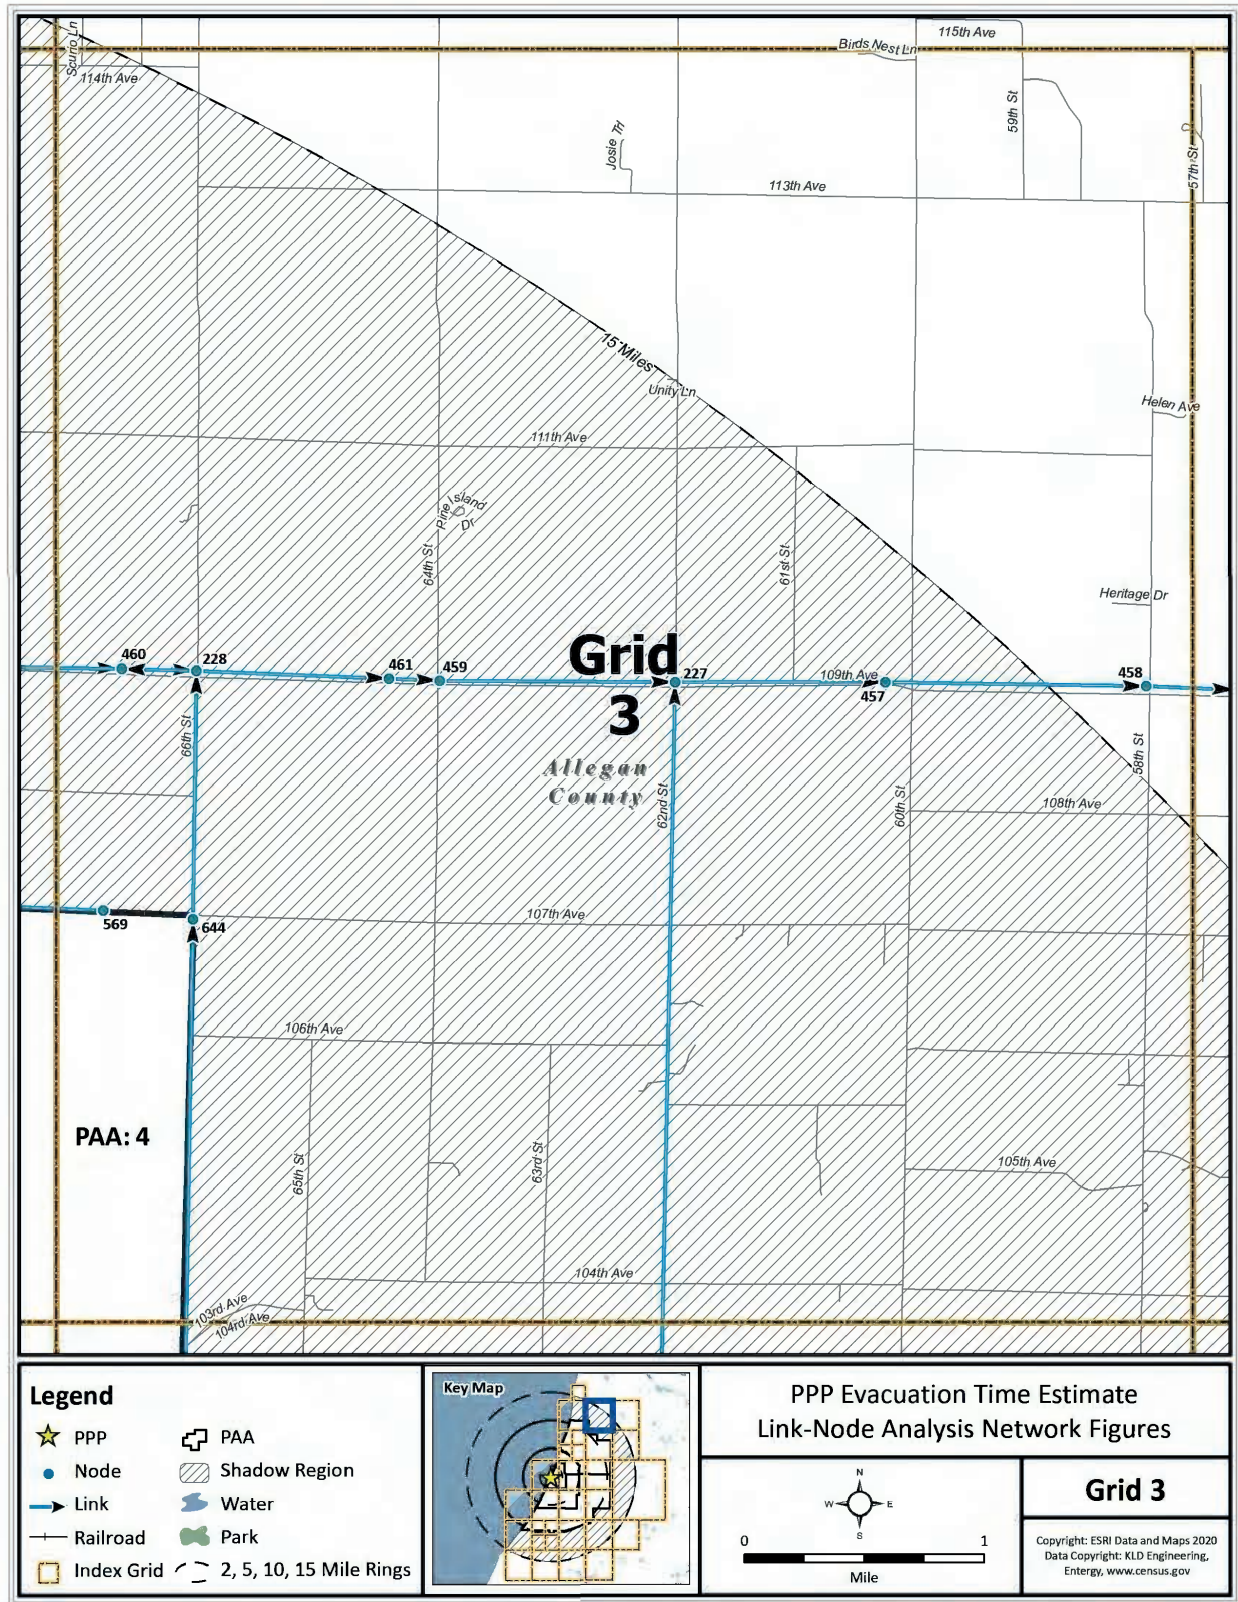 Scurio Ln
114th Ave
Birds Nest Ln
115th Ave
59th St
57th St
Josie Trl
113th Ave
15 Miles
Unity Ln
Helen Ave
111th Ave
Pine Island Dr
64th St
61st St
Heritage Dr
460
228
461
459
Grid
3
227
109th Ave
457
458
66th St
Allegan
County
62nd St
60th St
58th St
108th Ave
569
644
107th Ave
106th Ave
PAA: 4
65th St
63rd St
105th Ave
104th Ave
103rd Ave
104rd Ave
Legend
PPP
PAA
Node
Shadow Region
Link
Water
Railroad
Park
Index Grid
2, 5, 10, 15 Mile Rings
Key Map
PPP Evacuation Time Estimate
Link-Node Analysis Network Figures
N
W E
S
0 1
Mile
Grid 3
Copyright: ESRI Data and Maps 2020
Data Copyright: KLD Engineering,
Entergy, www.census.gov